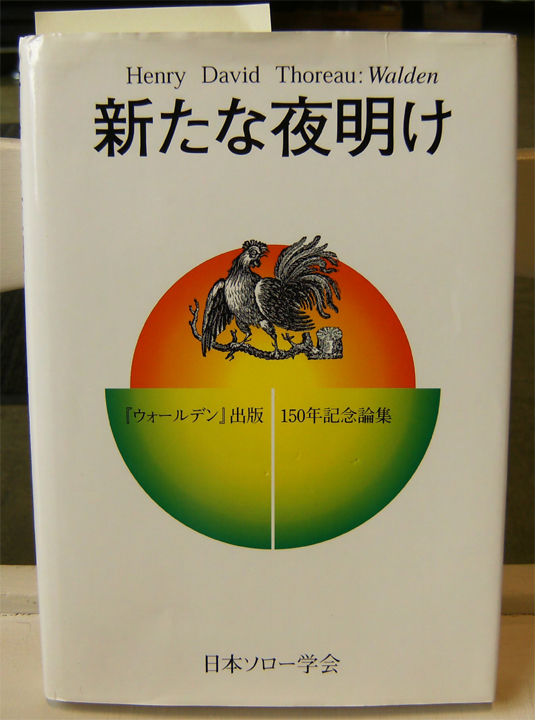 Henry David Thoreau: Walden
新たな夜明け
『ウォールデン』出版 150年記念論集
日本ソロー学会